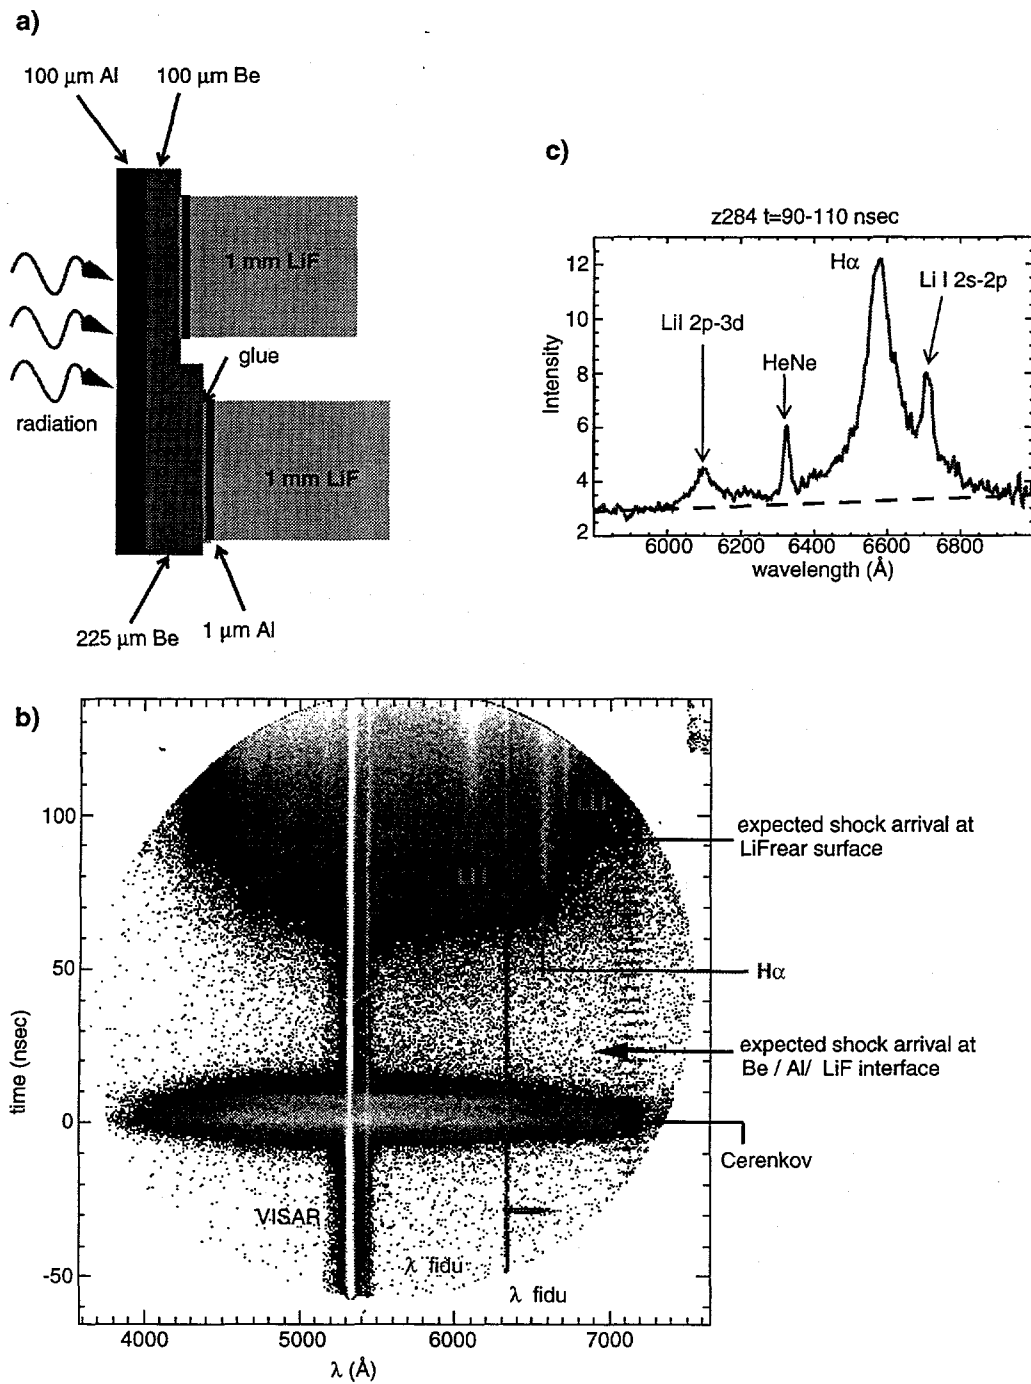 a)
100 μm Al
100 μm Be
1 mm LiF
glue
radiation
1 mm LiF
225 μm Be
1 μm Al
c)
z284 t=90-110 nsec
Hα
Li I 2s-2p
LiI 2p-3d
HeNe
Intensity
12
10
8
6
4
2
6000
6200
6400
6600
6800
wavelength (Å)
b)
100
50
0
-50
time (nsec)
expected shock arrival at
LiFrear surface
Hα
expected shock arrival at
Be / Al/ LiF interface
Cerenkov
VISAR
λ fidu
λ fidu
4000
5000
6000
7000
λ (Å)